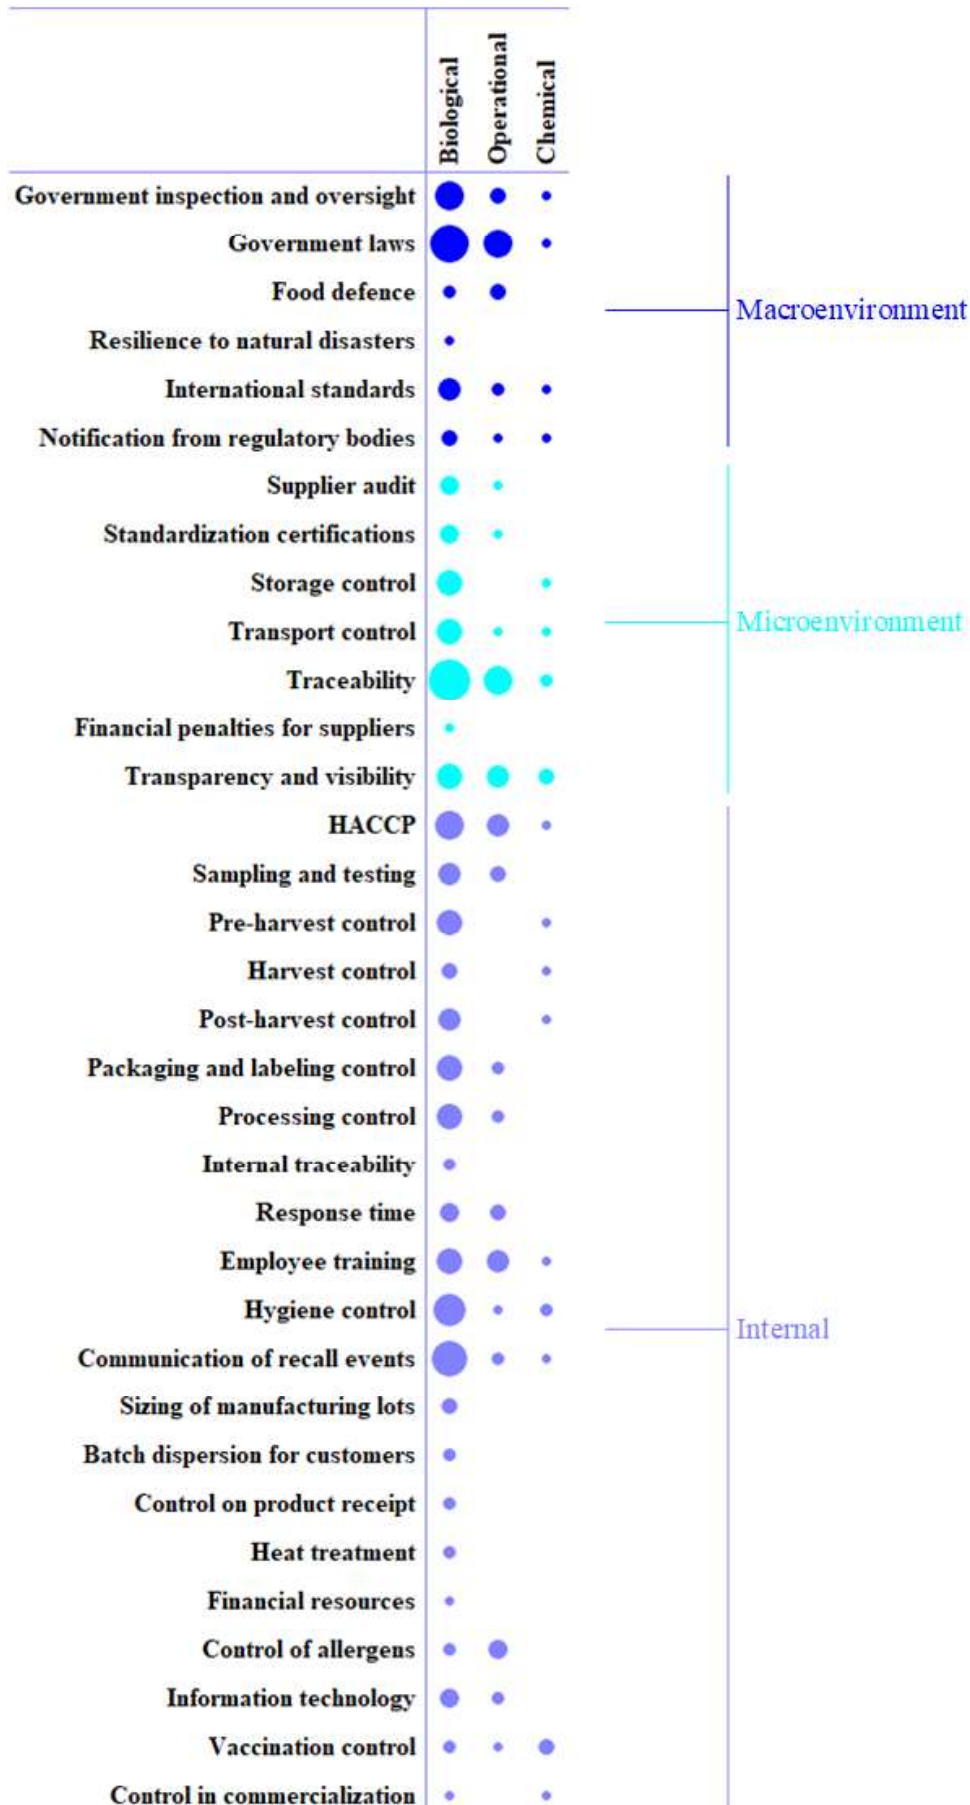 Biological
Operational
Chemical
Government inspection and oversight
Government laws
Food defence
Resilience to natural disasters
International standards
Notification from regulatory bodies
Macroenvironment
Supplier audit
Standardization certifications
Storage control
Transport control
Traceability
Financial penalties for suppliers
Transparency and visibility
Microenvironment
HACCP
Sampling and testing
Pre-harvest control
Harvest control
Post-harvest control
Packaging and labeling control
Processing control
Internal traceability
Response time
Employee training
Hygiene control
Communication of recall events
Sizing of manufacturing lots
Batch dispersion for customers
Control on product receipt
Heat treatment
Financial resources
Control of allergens
Information technology
Vaccination control
Control in commercialization
Internal